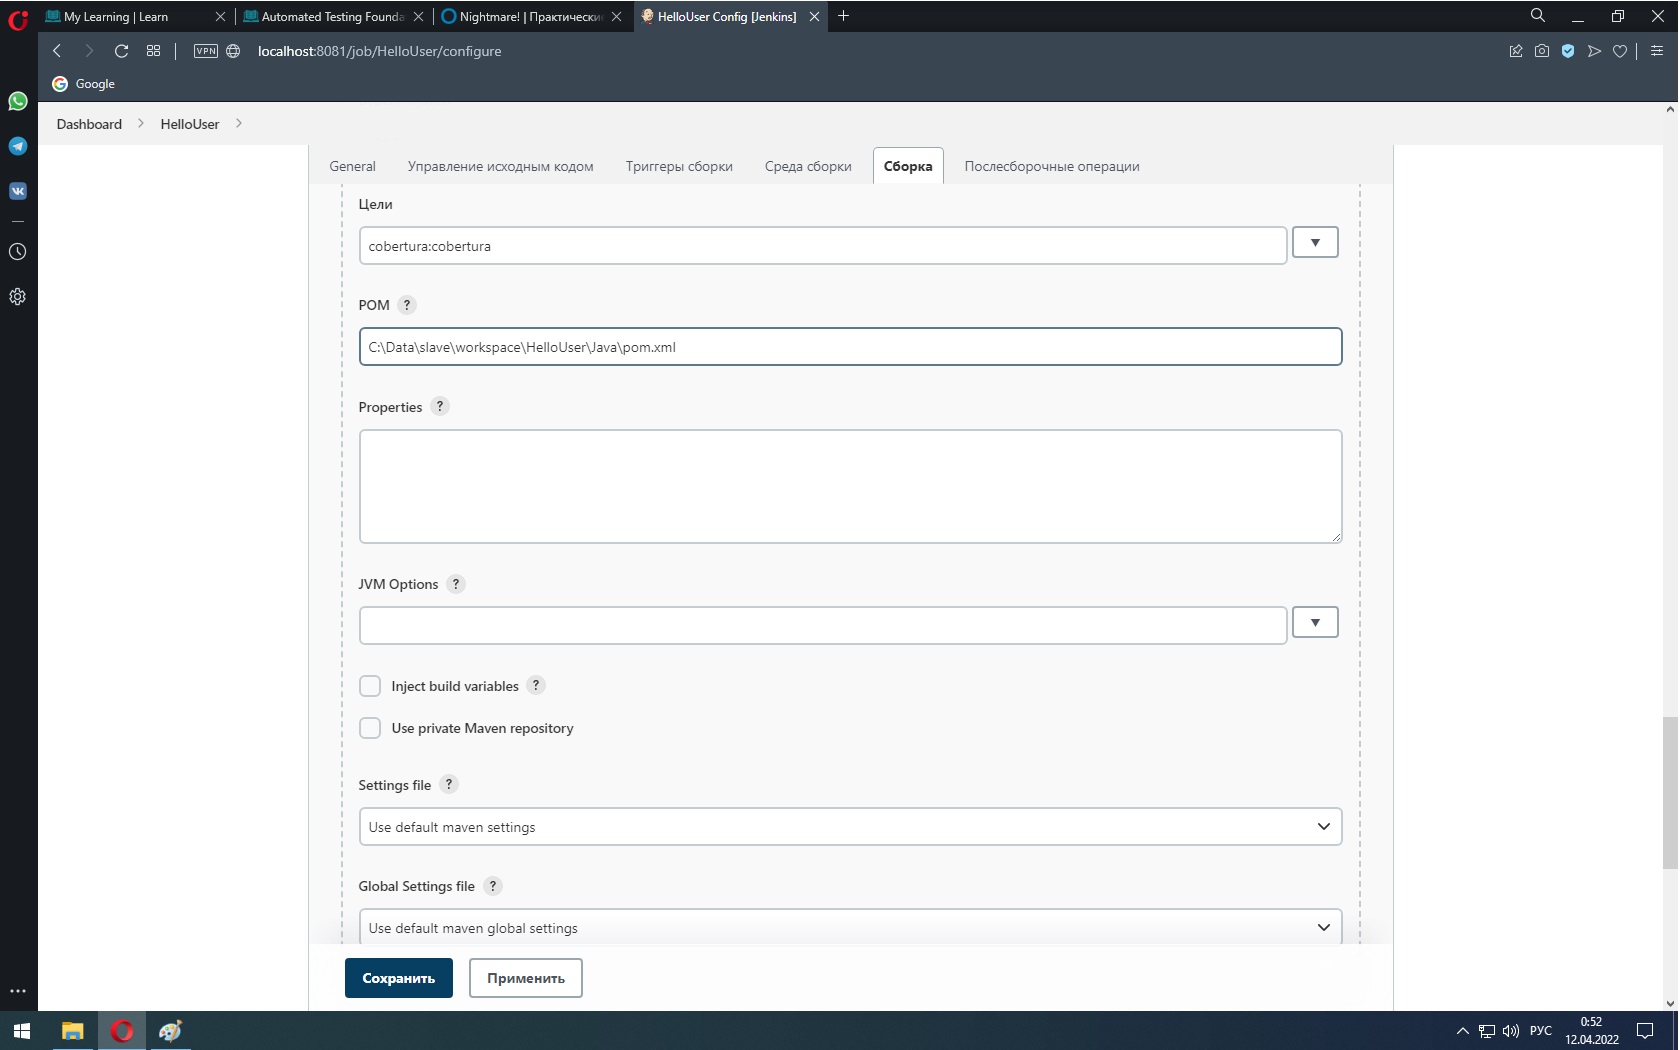 My Learning | Learn
Automated Testing Founda
Nightmare! | Практические
HelloUser Config [Jenkins]
VPN
localhost:8081/job/HelloUser/configure
Google
Dashboard
HelloUser
General
Управление исходным кодом
Триггеры сборки
Среда сборки
Сборка
Послесборочные операции
Цели
cobertura:cobertura
POM ?
C:\Data\slave\workspace\HelloUser\Java\pom.xml
Properties ?
JVM Options ?
Inject build variables ?
Use private Maven repository
Settings file ?
Use default maven settings
Global Settings file ?
Use default maven global settings
Сохранить
Применить
РУС
0:52
12.04.2022